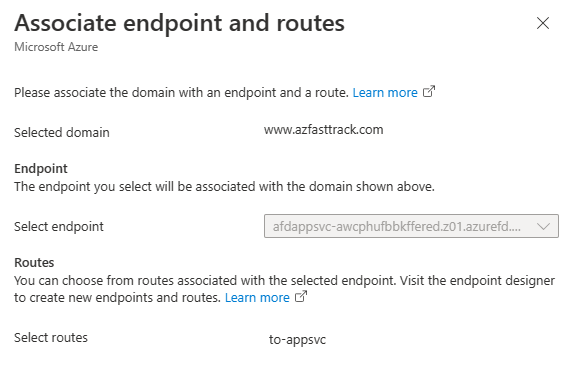 Associate endpoint and routes
Microsoft Azure
Please associate the domain with an endpoint and a route. Learn more
Selected domain www.azfasttrack.com
Endpoint
The endpoint you select will be associated with the domain shown above.
Select endpoint afdappsvc-awcphufbbkffered.z01.azurefd....
Routes
You can choose from routes associated with the selected endpoint. Visit the endpoint designer
to create new endpoints and routes. Learn more
Select routes to-appsvc